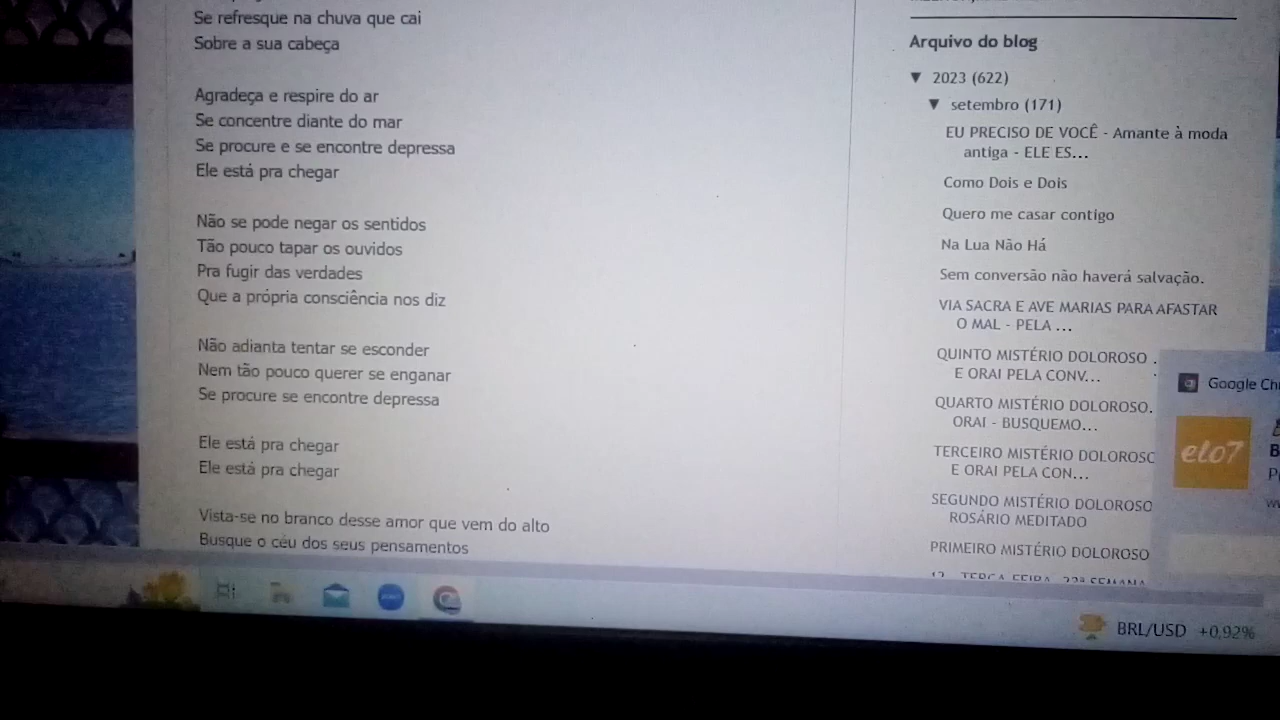 Se refresque na chuva que cai
Sobre a sua cabeça
Agradeça e respire do ar
Se concentre diante do mar
Se procure e se encontre depressa
Ele está pra chegar
Não se pode negar os sentidos
Tão pouco tapar os ouvidos
Pra fugir das verdades
Que a própria consciência nos diz
Não adianta tentar se esconder
Nem tão pouco querer se enganar
Se procure se encontre depressa
Ele está pra chegar
Ele está pra chegar
Vista-se no branco desse amor que vem do alto
Busque o céu dos seus pensamentos
Arquivo do blog
▼ 2023 (622)
▼ setembro (171)
EU PRECISO DE VOCÊ - Amante à moda
antiga - ELE ES...
Como Dois e Dois
Quero me casar contigo
Na Lua Não Há
Sem conversão não haverá salvação.
VIA SACRA E AVE MARIAS PARA AFASTAR
O MAL - PELA ...
QUINTO MISTÉRIO DOLOROSO .
E ORAI PELA CONV...
QUARTO MISTÉRIO DOLOROSO.
ORAI - BUSQUEMO...
TERCEIRO MISTÉRIO DOLOROSO
E ORAI PELA CON...
SEGUNDO MISTÉRIO DOLOROSO
ROSÁRIO MEDITADO
PRIMEIRO MISTÉRIO DOLOROSO
Google Ch
elo7
BRL/USD +0,92%